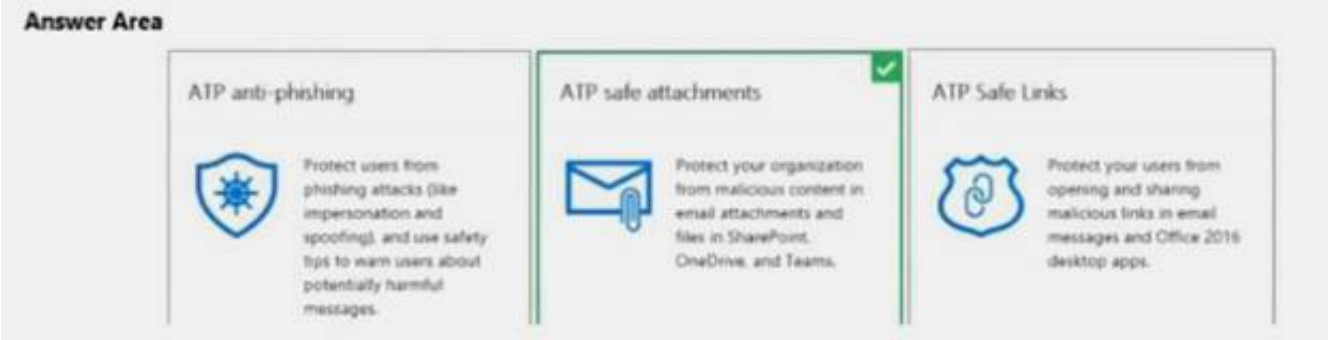 Answer Area
ATP anti-phishing
Protect users from
phishing attacks (like
impersonation and
spoofing), and use safety
tips to warn users about
potentially harmful
messages.
ATP safe attachments
Protect your organization
from malicious content in
email attachments and
files in SharePoint,
OneDrive, and Teams.
ATP Safe Links
Protect your users from
opening and sharing
malicious links in email
messages and Office 2016
desktop apps.